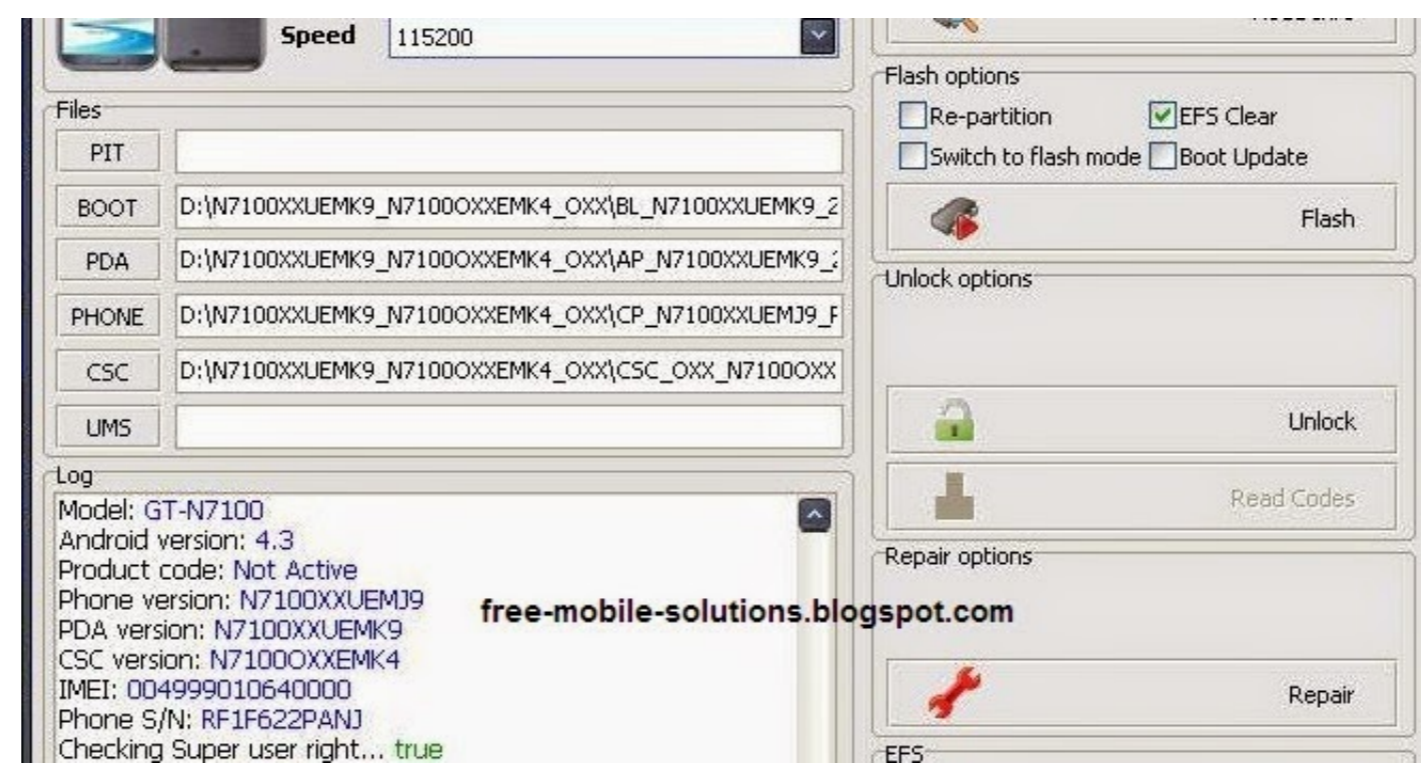 Speed 115200
Files
PIT
BOOT D:\N7100XXUEMK9_N7100OXXEMK4_OXX\BL_N7100XXUEMK9_2
PDA D:\N7100XXUEMK9_N7100OXXEMK4_OXX\AP_N7100XXUEMK9_2
PHONE D:\N7100XXUEMK9_N7100OXXEMK4_OXX\CP_N7100XXUEMJ9_F
CSC D:\N7100XXUEMK9_N7100OXXEMK4_OXX\CSC_OXX_N7100OXX
UMS
Log
Model: GT-N7100
Android version: 4.3
Product code: Not Active
Phone version: N7100XXUEMJ9
PDA version: N7100XXUEMK9
CSC version: N7100OXXEMK4
IMEI: 004999010640000
Phone S/N: RF1F622PANJ
Checking Super user right... true
free-mobile-solutions.blogspot.com
Flash options
Re-partition EFS Clear
Switch to flash mode Boot Update
Flash
Unlock options
Unlock
Read Codes
Repair options
Repair
EFS